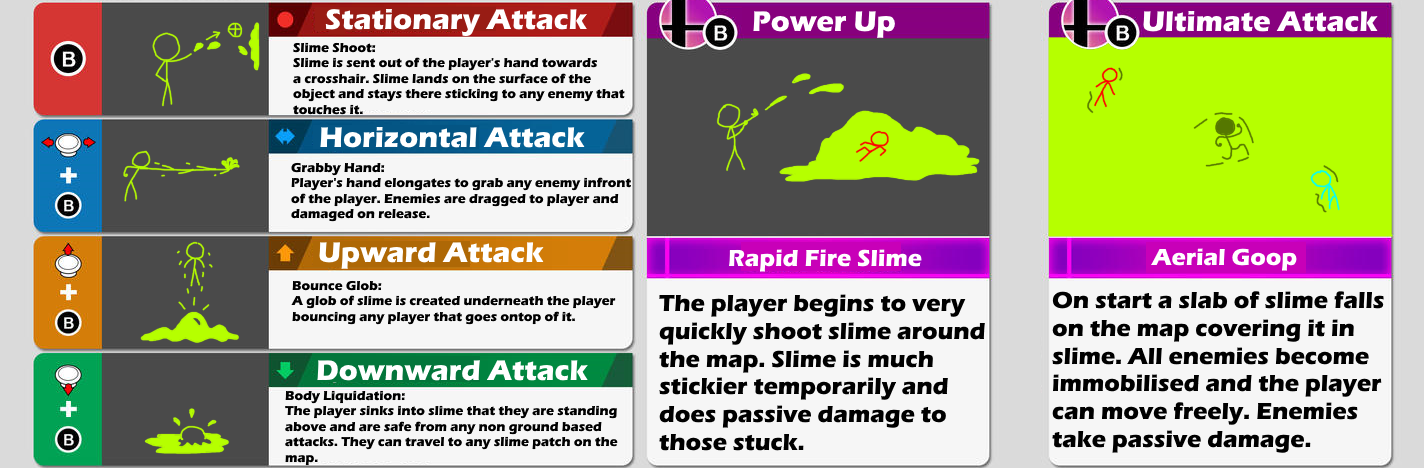 B
Stationary Attack
Slime Shoot:
Slime is sent out of the player's hand towards
a crosshair. Slime lands on the surface of the
object and stays there sticking to any enemy that
touches it.
+
B
Horizontal Attack
Grabby Hand:
Player's hand elongates to grab any enemy infront
of the player. Enemies are dragged to player and
damaged on release.
+
B
Upward Attack
Bounce Glob:
A glob of slime is created underneath the player
bouncing any player that goes ontop of it.
+
B
Downward Attack
Body Liquidation:
The player sinks into slime that they are standing
above and are safe from any non ground based
attacks. They can travel to any slime patch on the
map.
B
Power Up
Rapid Fire Slime
The player begins to very
quickly shoot slime around
the map. Slime is much
stickier temporarily and
does passive damage to
those stuck.
B
Ultimate Attack
Aerial Goop
On start a slab of slime falls
on the map covering it in
slime. All enemies become
immobilised and the player
can move freely. Enemies
take passive damage.